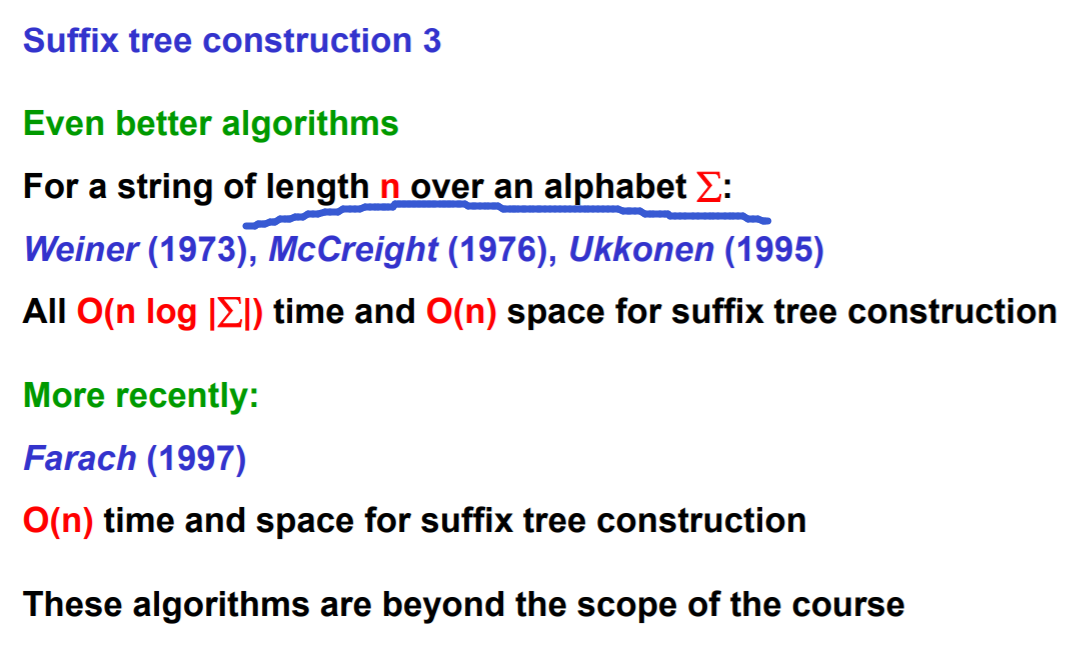 Suffix tree construction 3
Even better algorithms
For a string of length n over an alphabet Σ:
Weiner (1973), McCreight (1976), Ukkonen (1995)
All O(n log |Σ|) time and O(n) space for suffix tree construction
More recently:
Farach (1997)
O(n) time and space for suffix tree construction
These algorithms are beyond the scope of the course